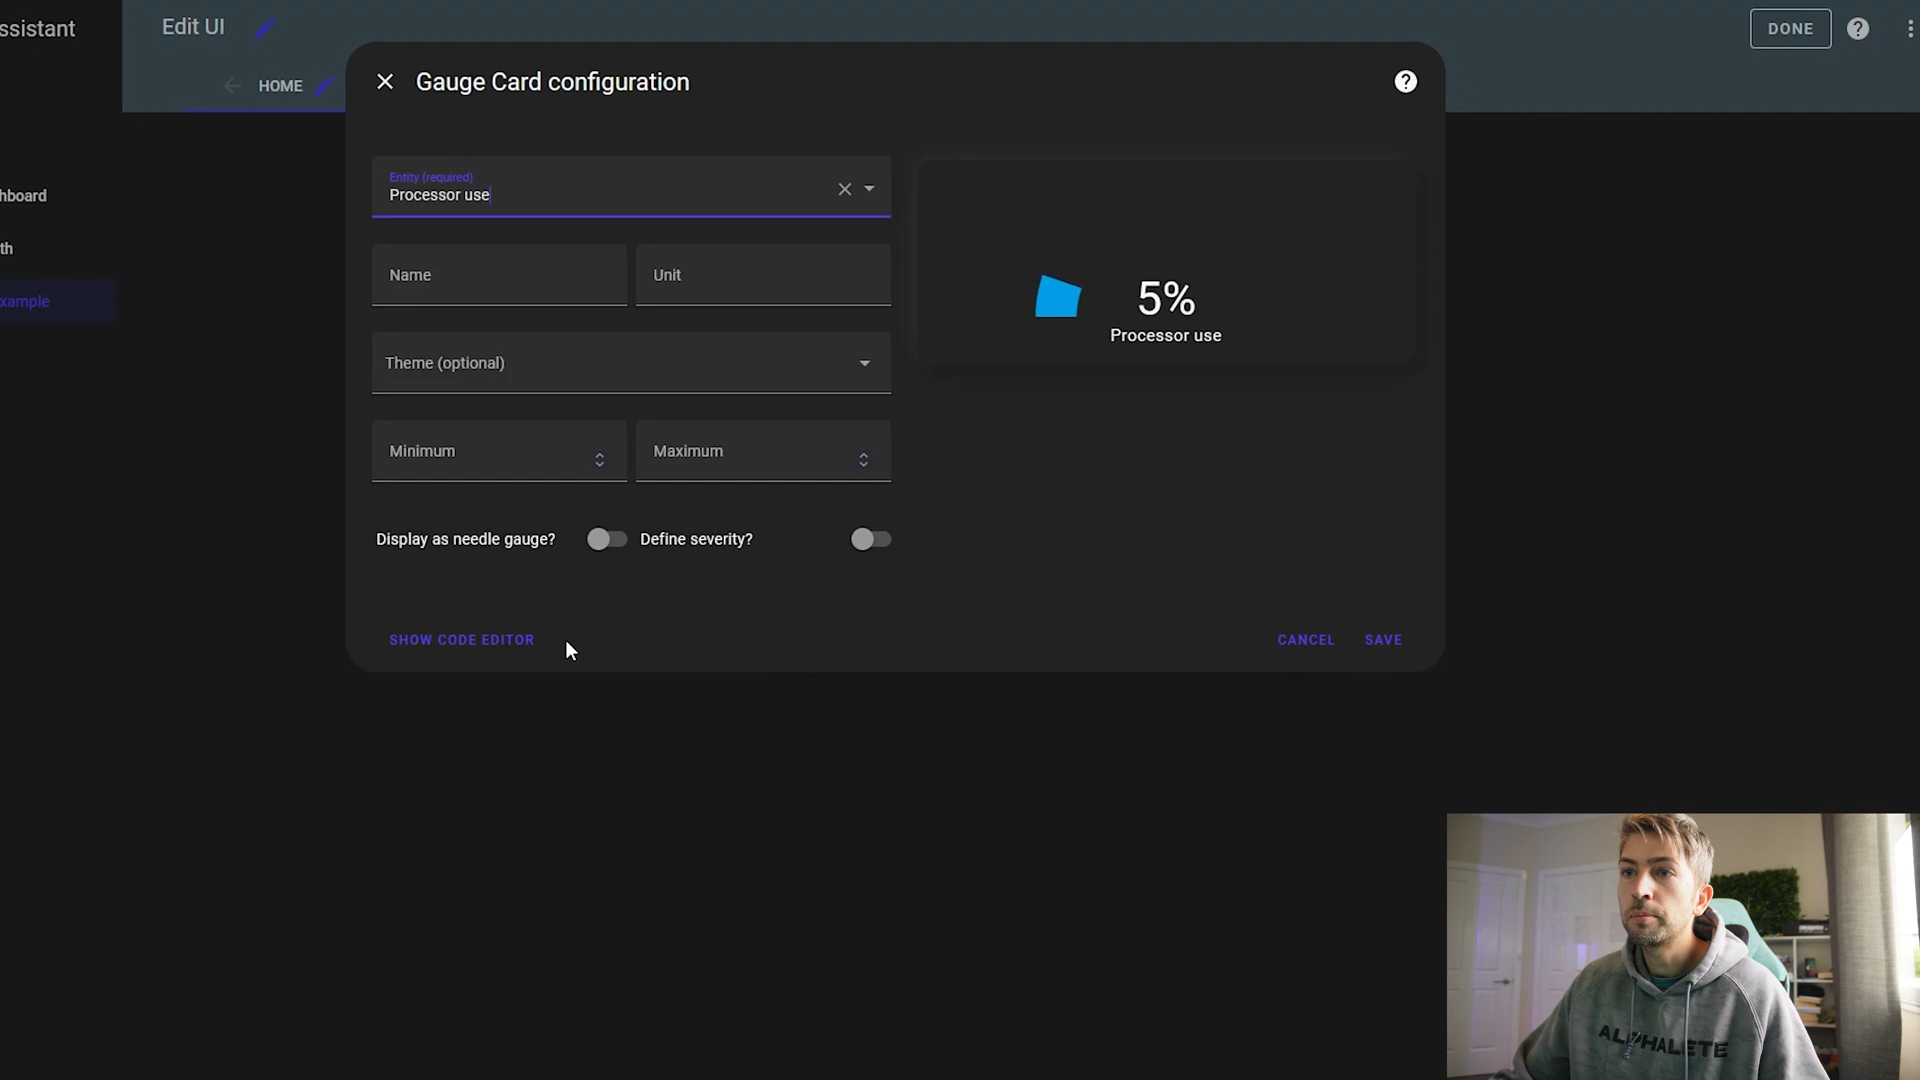 ssistant
Edit UI
DONE
HOME
Gauge Card configuration
hboard
th
xample
Entity (required)
Processor use
Name
Unit
Theme (optional)
Minimum
Maximum
Display as needle gauge?
Define severity?
5%
Processor use
SHOW CODE EDITOR
CANCEL
SAVE
ALPHALETE